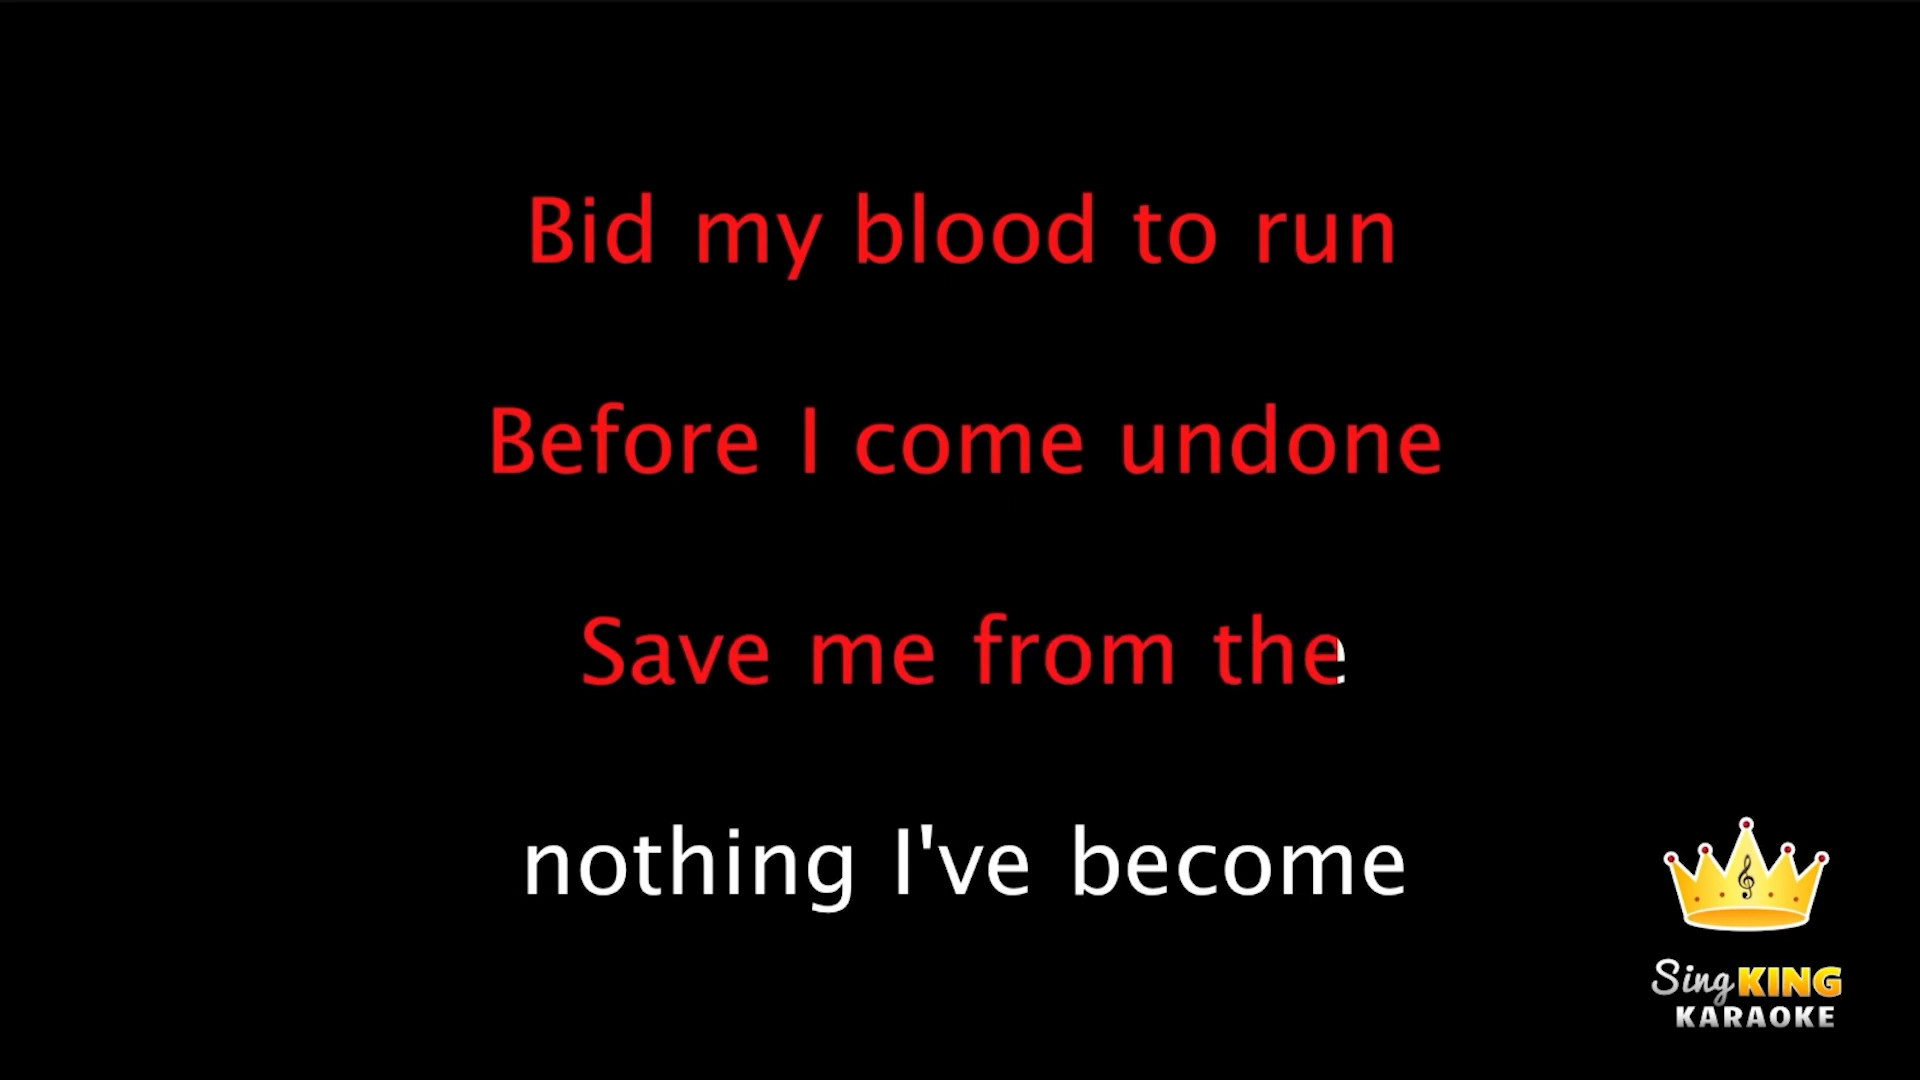 Bid my blood to run
Before I come undone
Save me from the
nothing I've become
Sing KING
KARAOKE